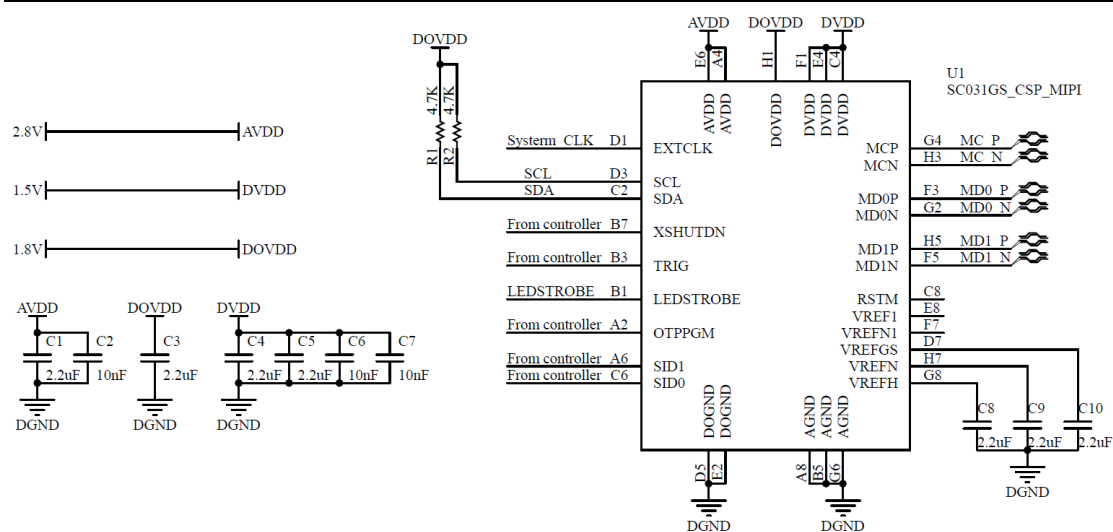 AVDD DOVDD DVDD
DOVDD
E6 A4 H1 F1 E4 C4
U1
SC031GS_CSP_MIPI
4.7K 4.7K
R1 R2
AVDD AVDD DOVDD DVDD DVDD DVDD
2.8V AVDD
1.5V DVDD
1.8V DOVDD
Systerm_CLK D1 EXTCLK
SCL D3 SCL
SDA C2 SDA
From controller B7 XSHUTDN
From controller B3 TRIG
LEDSTROBE B1 LEDSTROBE
From controller A2 OTPPGM
From controller A6 SID1
From controller C6 SID0
MCP G4 MC_P
MCN H3 MC_N
MD0P F3 MD0_P
MD0N G2 MD0_N
MD1P H5 MD1_P
MD1N F5 MD1_N
RSTM C8
VREF1 E8
VREFN1 F7
VREFGS D7
VREFN H7
VREFH G8
AVDD DOVDD DVDD
C1 C2 C3 C4 C5 C6 C7
2.2uF 10nF 2.2uF 2.2uF 2.2uF 10nF 10nF
DGND DGND DGND
DOGND DOGND AGND AGND AGND
D5 E2 A8 B5 G6
C8 C9 C10
2.2uF 2.2uF 2.2uF
DGND
DGND DGND